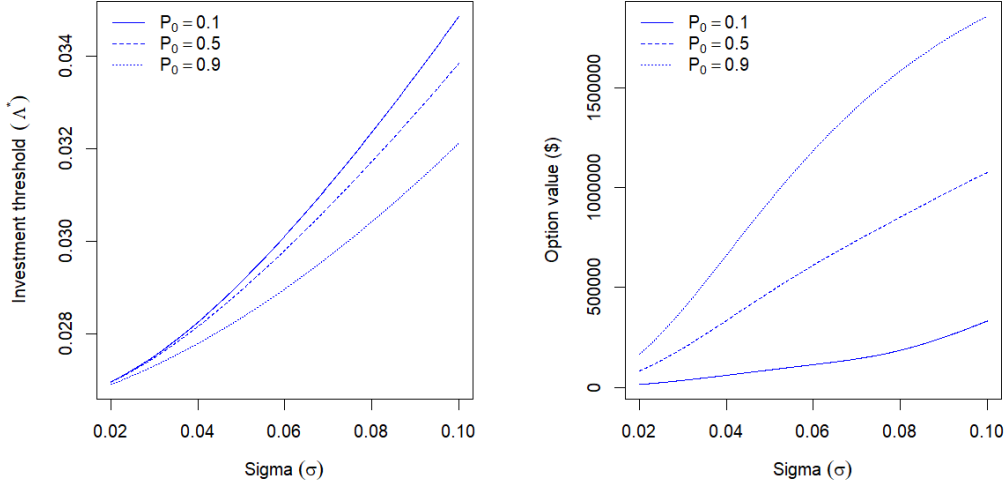 P0 = 0.1
P0 = 0.5
P0 = 0.9
Investment threshold (Λ*)
0.034
0.032
0.030
0.028
0.02 0.04 0.06 0.08 0.10
Sigma (σ)
P0 = 0.1
P0 = 0.5
P0 = 0.9
Option value ($)
1500000
1000000
500000
0
0.02 0.04 0.06 0.08 0.10
Sigma (σ)